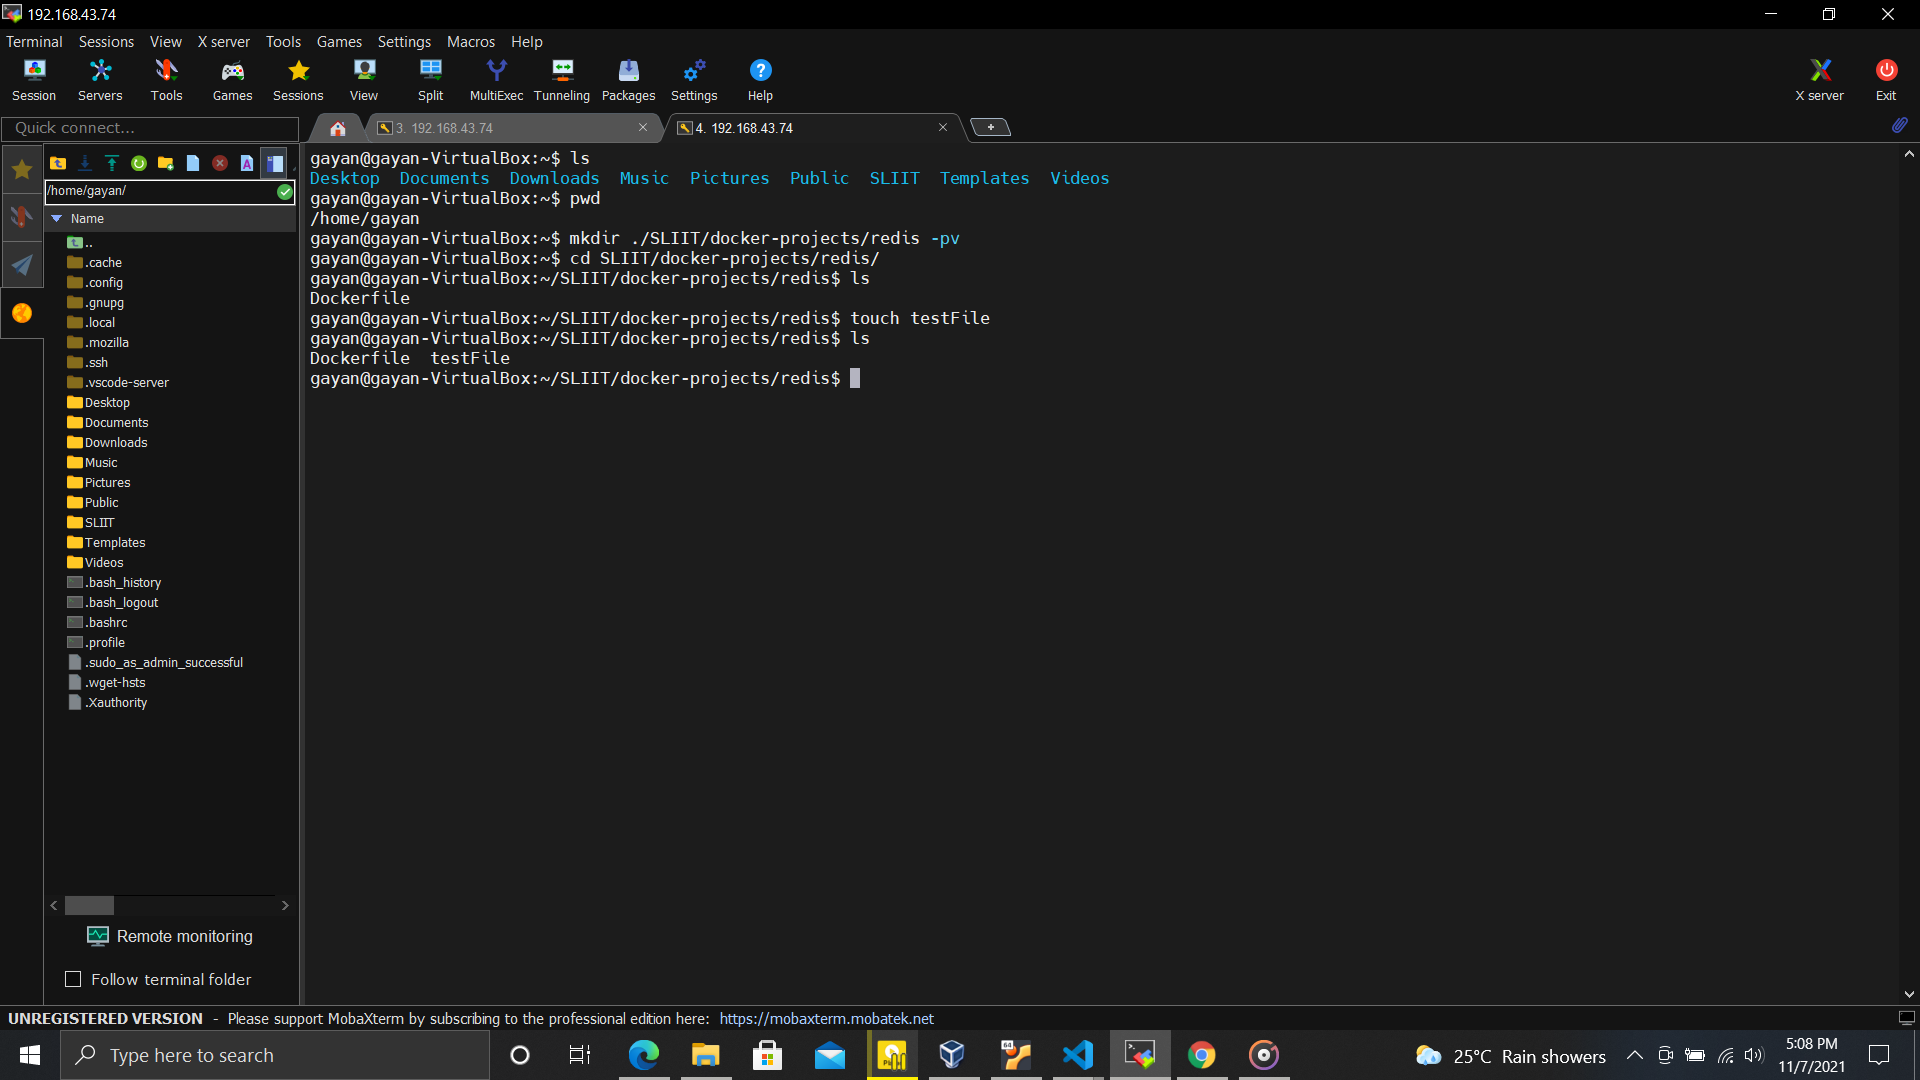 192.168.43.74
Terminal Sessions View X server Tools Games Settings Macros Help
Session Servers Tools Games Sessions View Split MultiExec Tunneling Packages Settings Help X server Exit
Quick connect...
3. 192.168.43.74
4. 192.168.43.74
/home/gayan/
Name
..
.cache
.config
.gnupg
.local
.mozilla
.ssh
.vscode-server
Desktop
Documents
Downloads
Music
Pictures
Public
SLIIT
Templates
Videos
.bash_history
.bash_logout
.bashrc
.profile
.sudo_as_admin_successful
.wget-hsts
.Xauthority
Remote monitoring
Follow terminal folder
gayan@gayan-VirtualBox:~$ ls
Desktop Documents Downloads Music Pictures Public SLIIT Templates Videos
gayan@gayan-VirtualBox:~$ pwd
/home/gayan
gayan@gayan-VirtualBox:~$ mkdir ./SLIIT/docker-projects/redis -pv
gayan@gayan-VirtualBox:~$ cd SLIIT/docker-projects/redis/
gayan@gayan-VirtualBox:~/SLIIT/docker-projects/redis$ ls
Dockerfile
gayan@gayan-VirtualBox:~/SLIIT/docker-projects/redis$ touch testFile
gayan@gayan-VirtualBox:~/SLIIT/docker-projects/redis$ ls
Dockerfile testFile
gayan@gayan-VirtualBox:~/SLIIT/docker-projects/redis$
UNREGISTERED VERSION - Please support MobaXterm by subscribing to the professional edition here: https://mobaxterm.mobatek.net
Type here to search
25°C Rain showers
5:08 PM
11/7/2021